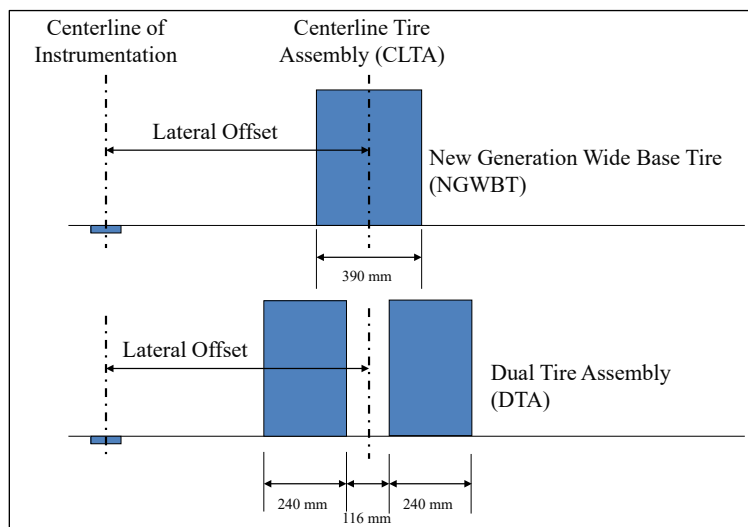 Centerline of
Instrumentation
Centerline Tire
Assembly (CLTA)
Lateral Offset
New Generation Wide Base Tire
(NGWBT)
390 mm
Lateral Offset
Dual Tire Assembly
(DTA)
240 mm
116 mm
240 mm